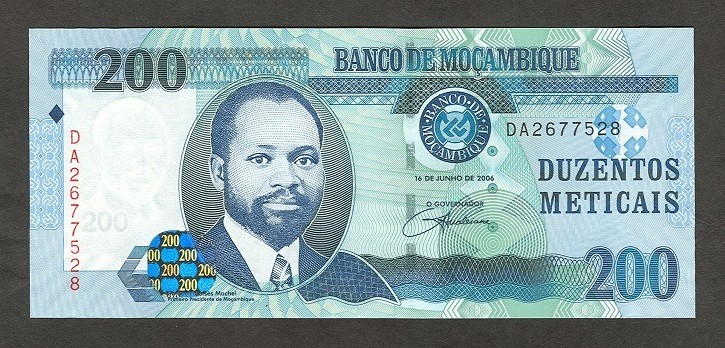 200
BANCO DE MOÇAMBIQUE
DA2677528
200
BANCO DE
MOÇAMBIQUE
DA2677528
16 DE JUNHO DE 2006
O GOVERNADOR
DUZENTOS
METICAIS
200
200
200
200
200
200
Machel
Primeiro Presidente de Moçambique
200